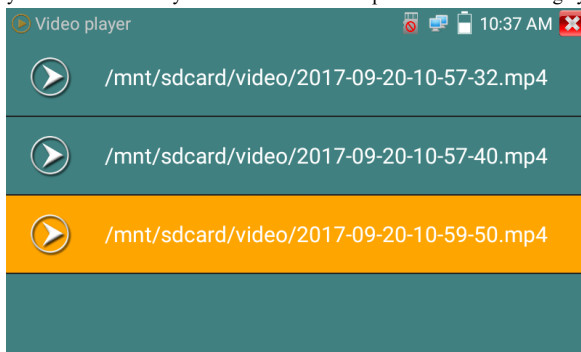 Video player
10:37 AM
/mnt/sdcard/video/2017-09-20-10-57-32.mp4
/mnt/sdcard/video/2017-09-20-10-57-40.mp4
/mnt/sdcard/video/2017-09-20-10-59-50.mp4